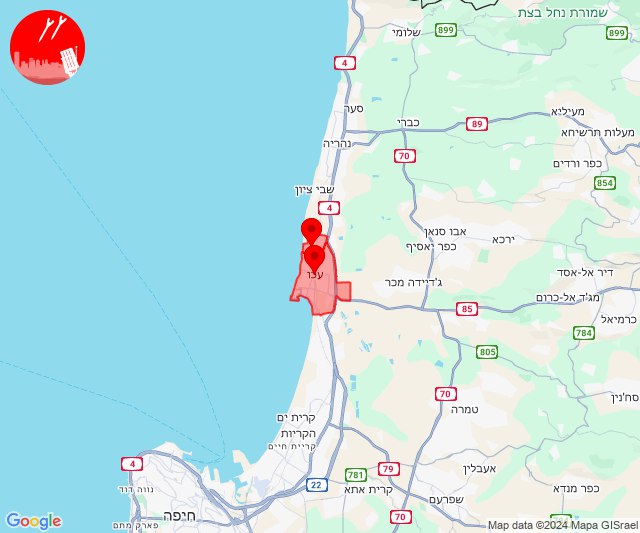 שמורת נחל בצת
899
שלומי
899
4
סער
כברי
89
מעיליא
נהריה
מעלות תרשיחא
70
כפר ורדים
854
שבי ציון
4
אבו סנאן
ירכא
כפר יאסיף
עכו
דיר אל-אסד
ג'דיידה מכר
מג'ד אל-כרום
85
כרמיאל
784
805
סח'נין
70
טמרה
קרית ים
הקריות
קריית חיים
4
79
אעבלין
781
22
קרית אתא
כפר מנדא
נווה דוד
שפרעם
חיפה
70
פארק מחם
Google
Map data ©2024 Mapa GISrael